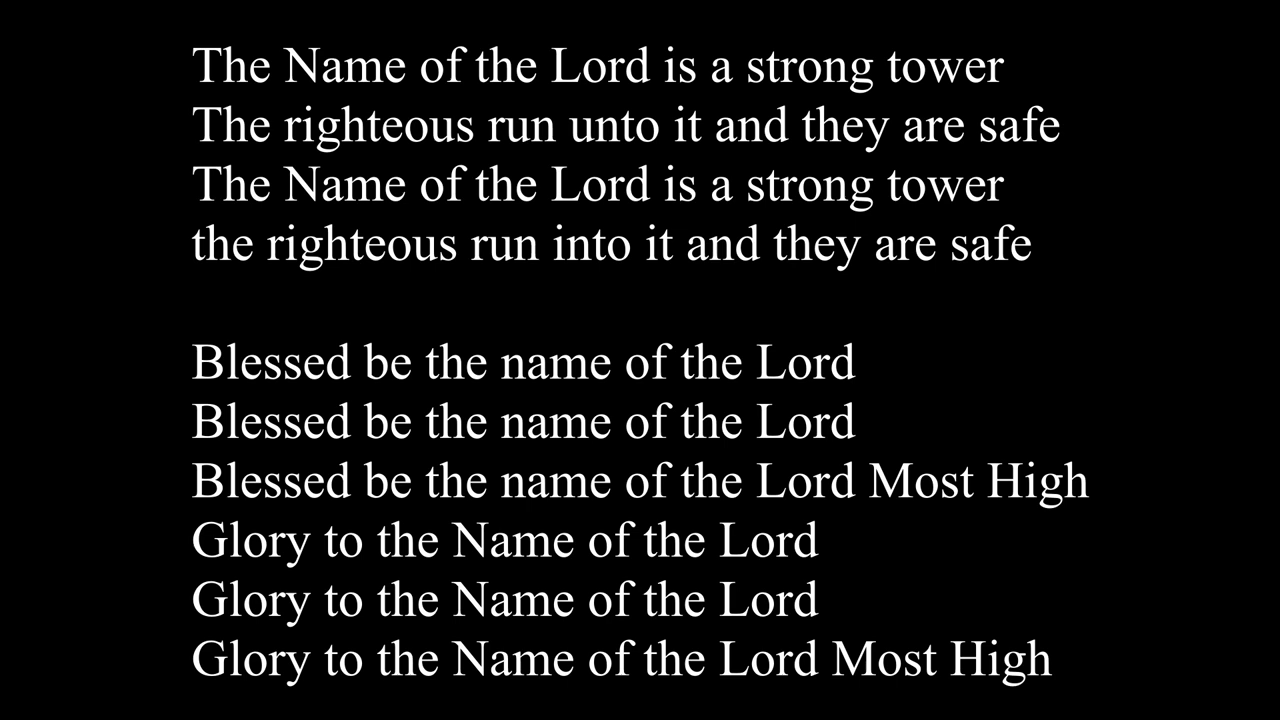 The Name of the Lord is a strong tower
The righteous run unto it and they are safe
The Name of the Lord is a strong tower
the righteous run into it and they are safe
Blessed be the name of the Lord
Blessed be the name of the Lord
Blessed be the name of the Lord Most High
Glory to the Name of the Lord
Glory to the Name of the Lord
Glory to the Name of the Lord Most High